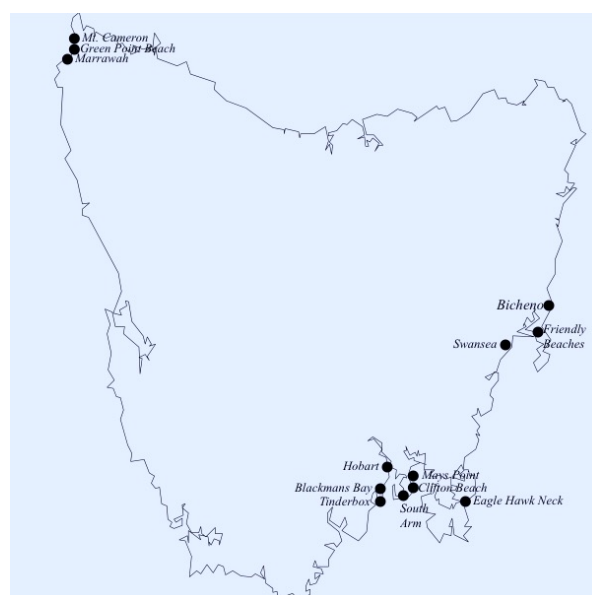 Mt. Cameron
Green Point Beach
Marrawah
Bicheno
Friendly
Beaches
Swansea
Hobart
Mays Point
Blackmans Bay
Clifton Beach
Tinderbox
South
Arm
Eagle Hawk Neck